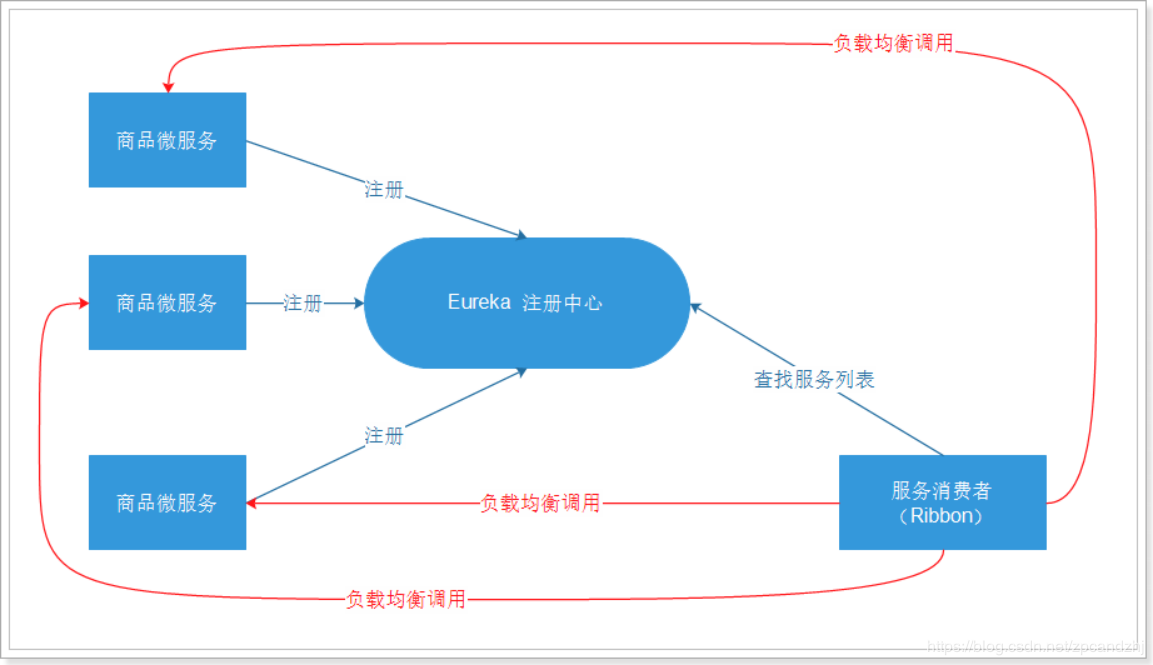 负载均衡调用
商品微服务
注册
商品微服务
注册
Eureka 注册中心
查找服务列表
注册
商品微服务
负载均衡调用
服务消费者
（Ribbon）
负载均衡调用
https://blog.csdn.net/zpcandzhj